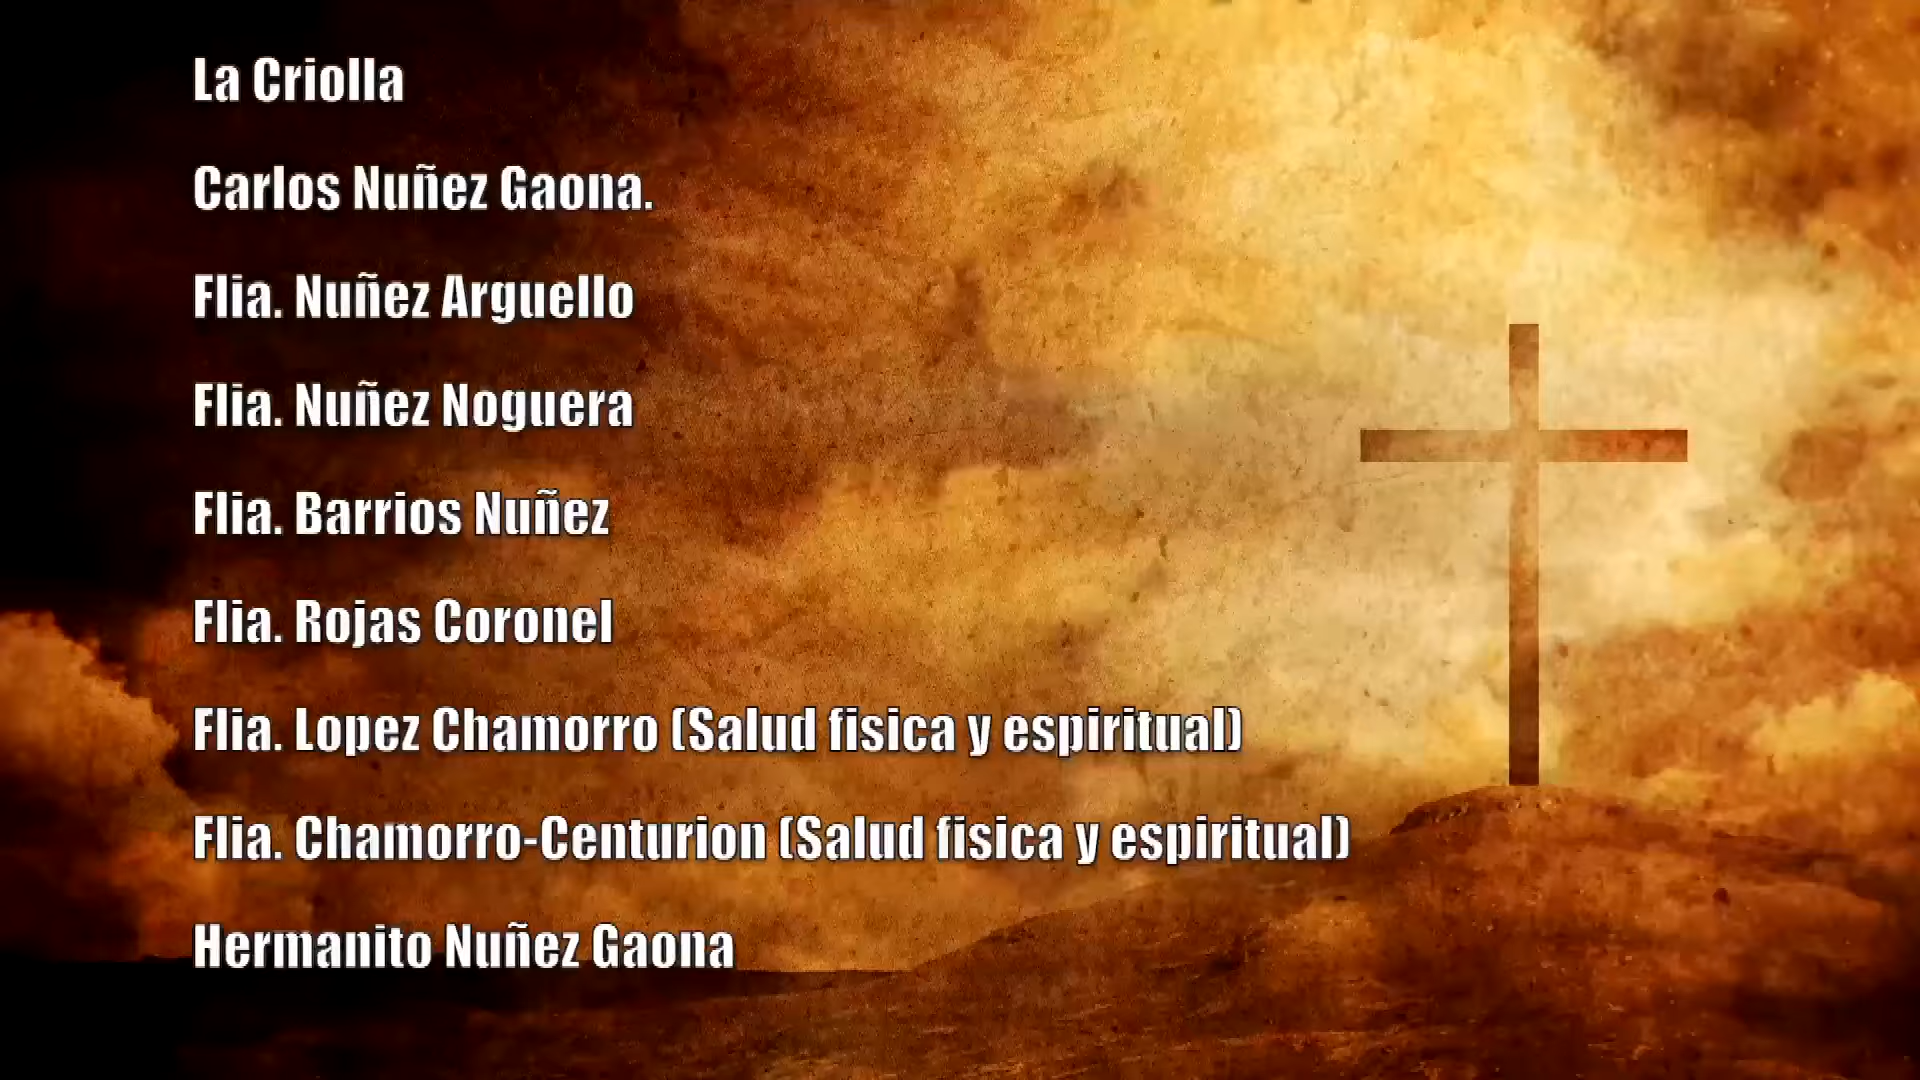 La Criolla
Carlos Nuñez Gaona.
Flia. Nuñez Arguello
Flia. Nuñez Noguera
Flia. Barrios Nuñez
Flia. Rojas Coronel
Flia. Lopez Chamorro (Salud fisica y espiritual)
Flia. Chamorro-Centurion (Salud fisica y espiritual)
Hermanito Nuñez Gaona